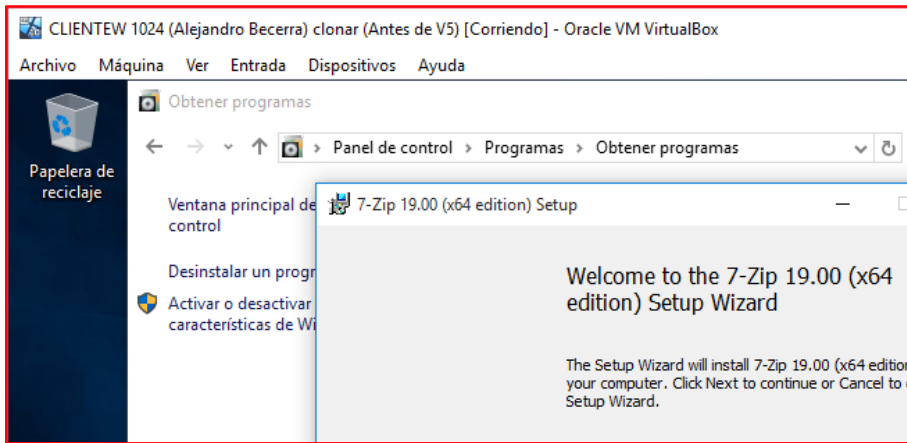 CLIENTEW 1024 (Alejandro Becerra) clonar (Antes de V5) [Corriendo] - Oracle VM VirtualBox
Archivo Máquina Ver Entrada Dispositivos Ayuda
Obtener programas
Panel de control > Programas > Obtener programas
Papelera de
reciclaje
Ventana principal de
control
Desinstalar un progr
Activar o desactivar
características de Wi
7-Zip 19.00 (x64 edition) Setup
Welcome to the 7-Zip 19.00 (x64
edition) Setup Wizard
The Setup Wizard will install 7-Zip 19.00 (x64 edition
your computer. Click Next to continue or Cancel to
Setup Wizard.